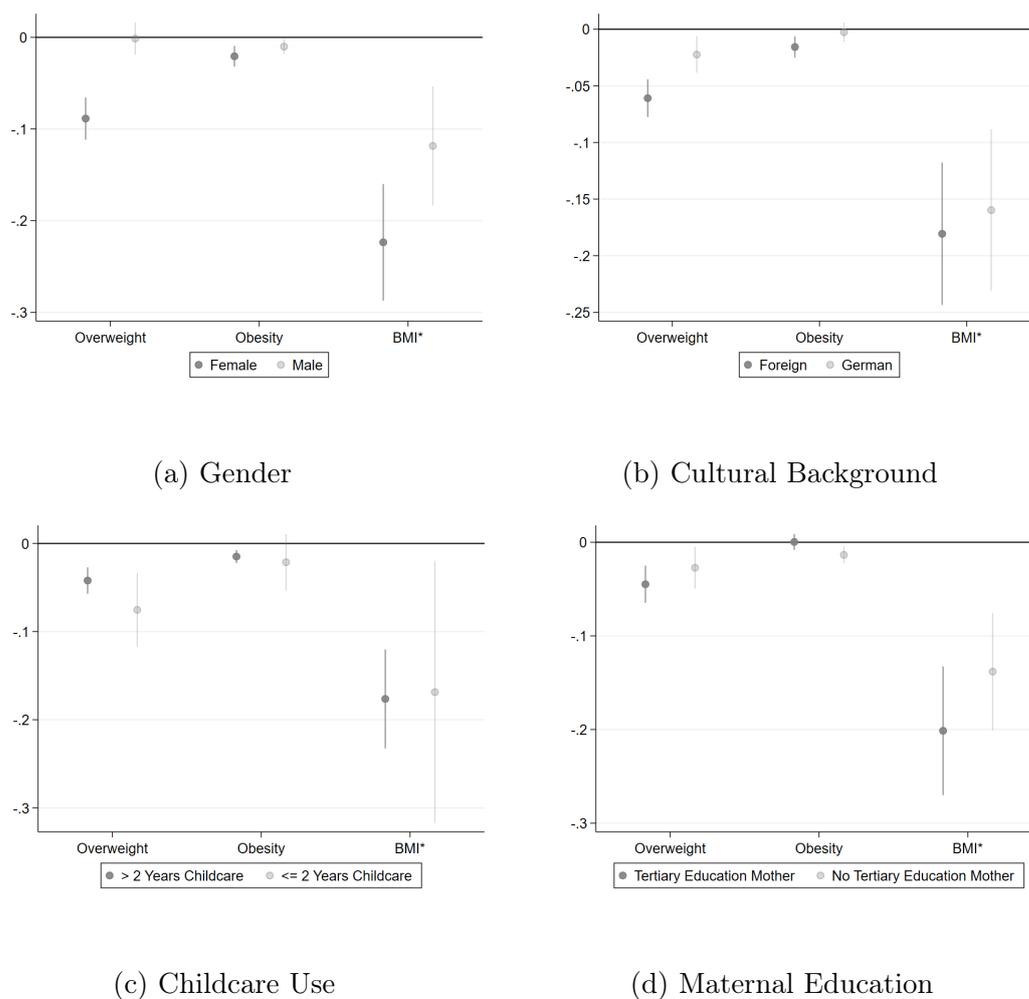 0
-.1
-.2
-.3
Overweight Obesity BMI*
Female Male
(a) Gender
0
-.05
-.1
-.15
-.2
-.25
Overweight Obesity BMI*
Foreign German
(b) Cultural Background
0
-.1
-.2
-.3
Overweight Obesity BMI*
> 2 Years Childcare <= 2 Years Childcare
(c) Childcare Use
0
-.1
-.2
-.3
Overweight Obesity BMI*
Tertiary Education Mother No Tertiary Education Mother
(d) Maternal Education